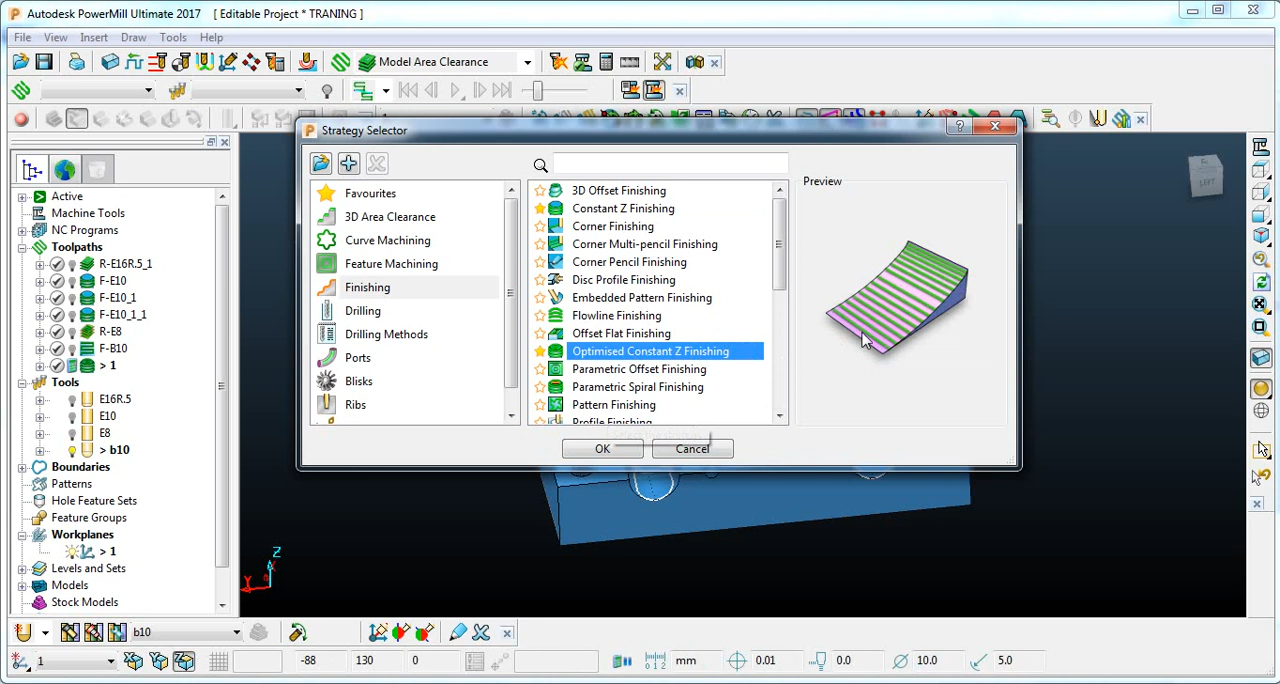 Autodesk PowerMill Ultimate 2017 [ Editable Project * TRANING ]
File View Insert Draw Tools Help
Model Area Clearance
Strategy Selector
Preview
Favourites
3D Area Clearance
Curve Machining
Feature Machining
Finishing
Drilling
Drilling Methods
Ports
Blisks
Ribs
3D Offset Finishing
Constant Z Finishing
Corner Finishing
Corner Multi-pencil Finishing
Corner Pencil Finishing
Disc Profile Finishing
Embedded Pattern Finishing
Flowline Finishing
Offset Flat Finishing
Optimised Constant Z Finishing
Parametric Offset Finishing
Parametric Spiral Finishing
Pattern Finishing
Profile Finishing
OK Cancel
Active
Machine Tools
NC Programs
Toolpaths
R-E16R.5_1
F-E10
F-E10_1
F-E10_1_1
R-E8
F-B10
> 1
Tools
E16R.5
E10
E8
> b10
Boundaries
Patterns
Hole Feature Sets
Feature Groups
Workplanes
> 1
Levels and Sets
Models
Stock Models
LEFT
Z
X
Y
b10
1 -88 130 0 mm 0.01 0.0 10.0 5.0